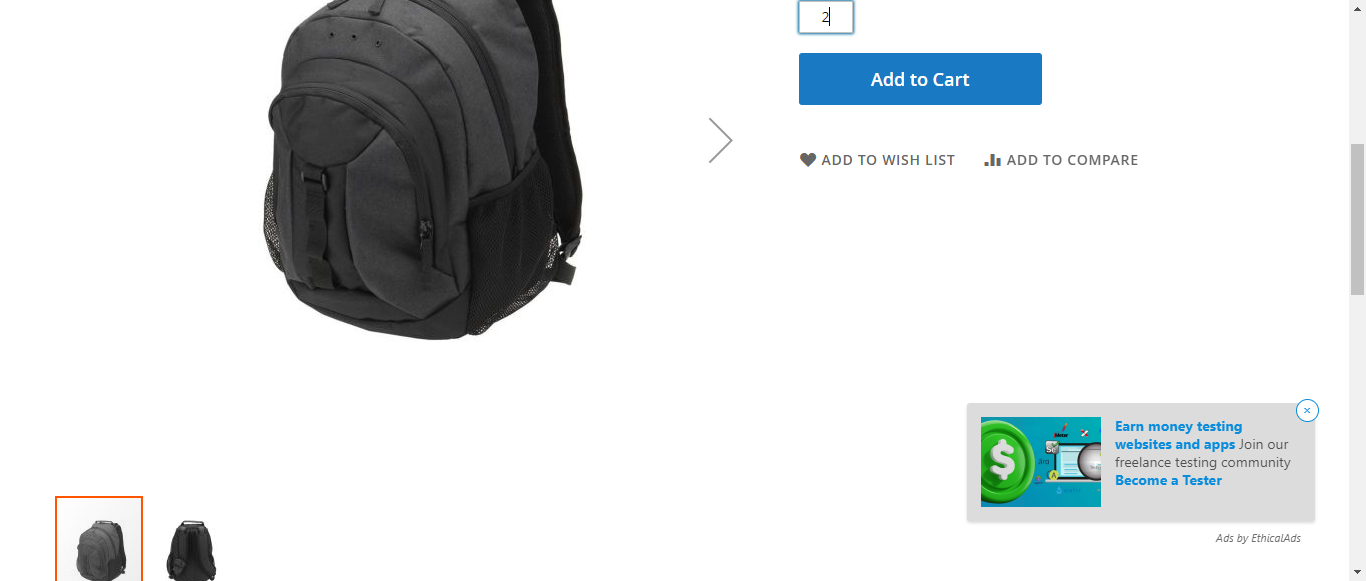 2
Add to Cart
ADD TO WISH LIST
ADD TO COMPARE
Earn money testing
websites and apps Join our
freelance testing community
Become a Tester
Ads by EthicalAds